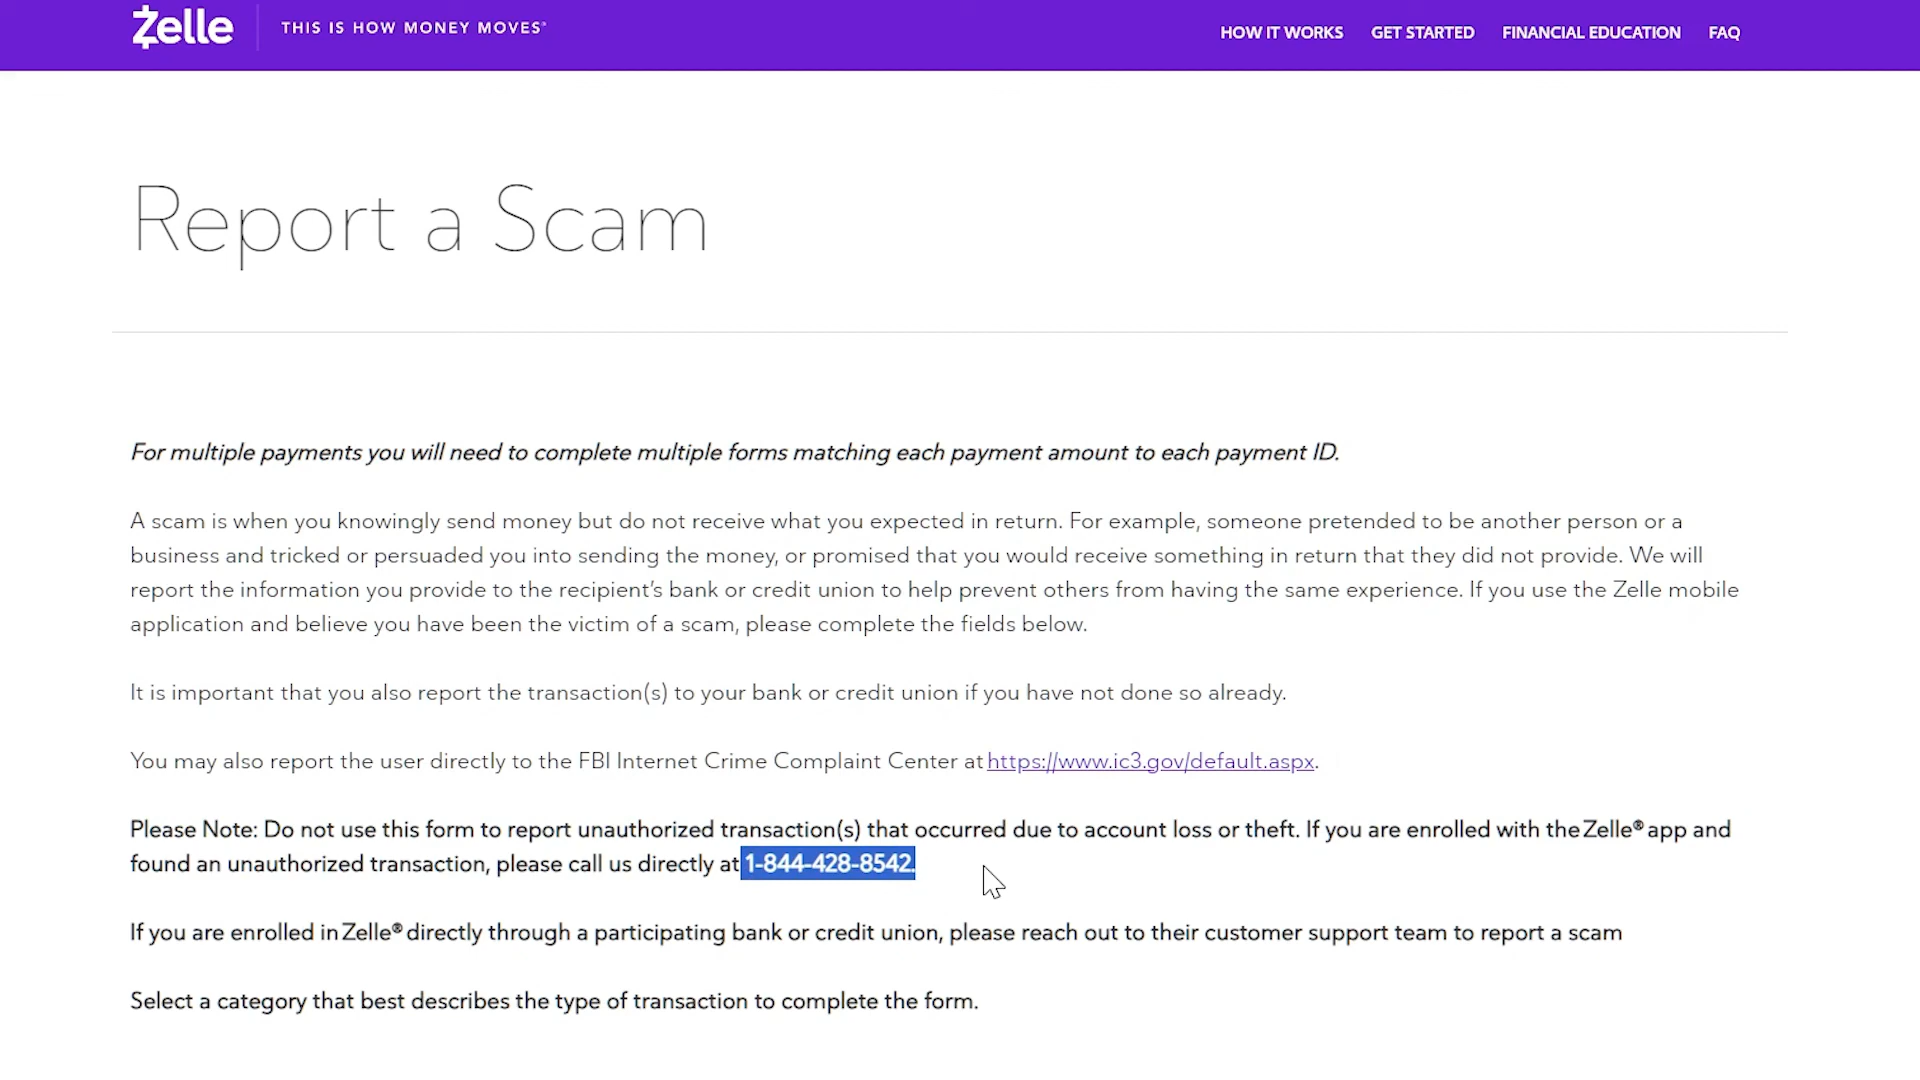 Zelle
THIS IS HOW MONEY MOVES®
HOW IT WORKS
GET STARTED
FINANCIAL EDUCATION
FAQ
Report a Scam
For multiple payments you will need to complete multiple forms matching each payment amount to each payment ID.
A scam is when you knowingly send money but do not receive what you expected in return. For example, someone pretended to be another person or a
business and tricked or persuaded you into sending the money, or promised that you would receive something in return that they did not provide. We will
report the information you provide to the recipient's bank or credit union to help prevent others from having the same experience. If you use the Zelle mobile
application and believe you have been the victim of a scam, please complete the fields below.
It is important that you also report the transaction(s) to your bank or credit union if you have not done so already.
You may also report the user directly to the FBI Internet Crime Complaint Center at https://www.ic3.gov/default.aspx.
Please Note: Do not use this form to report unauthorized transaction(s) that occurred due to account loss or theft. If you are enrolled with the Zelle® app and
found an unauthorized transaction, please call us directly at 1-844-428-8542.
If you are enrolled in Zelle® directly through a participating bank or credit union, please reach out to their customer support team to report a scam
Select a category that best describes the type of transaction to complete the form.